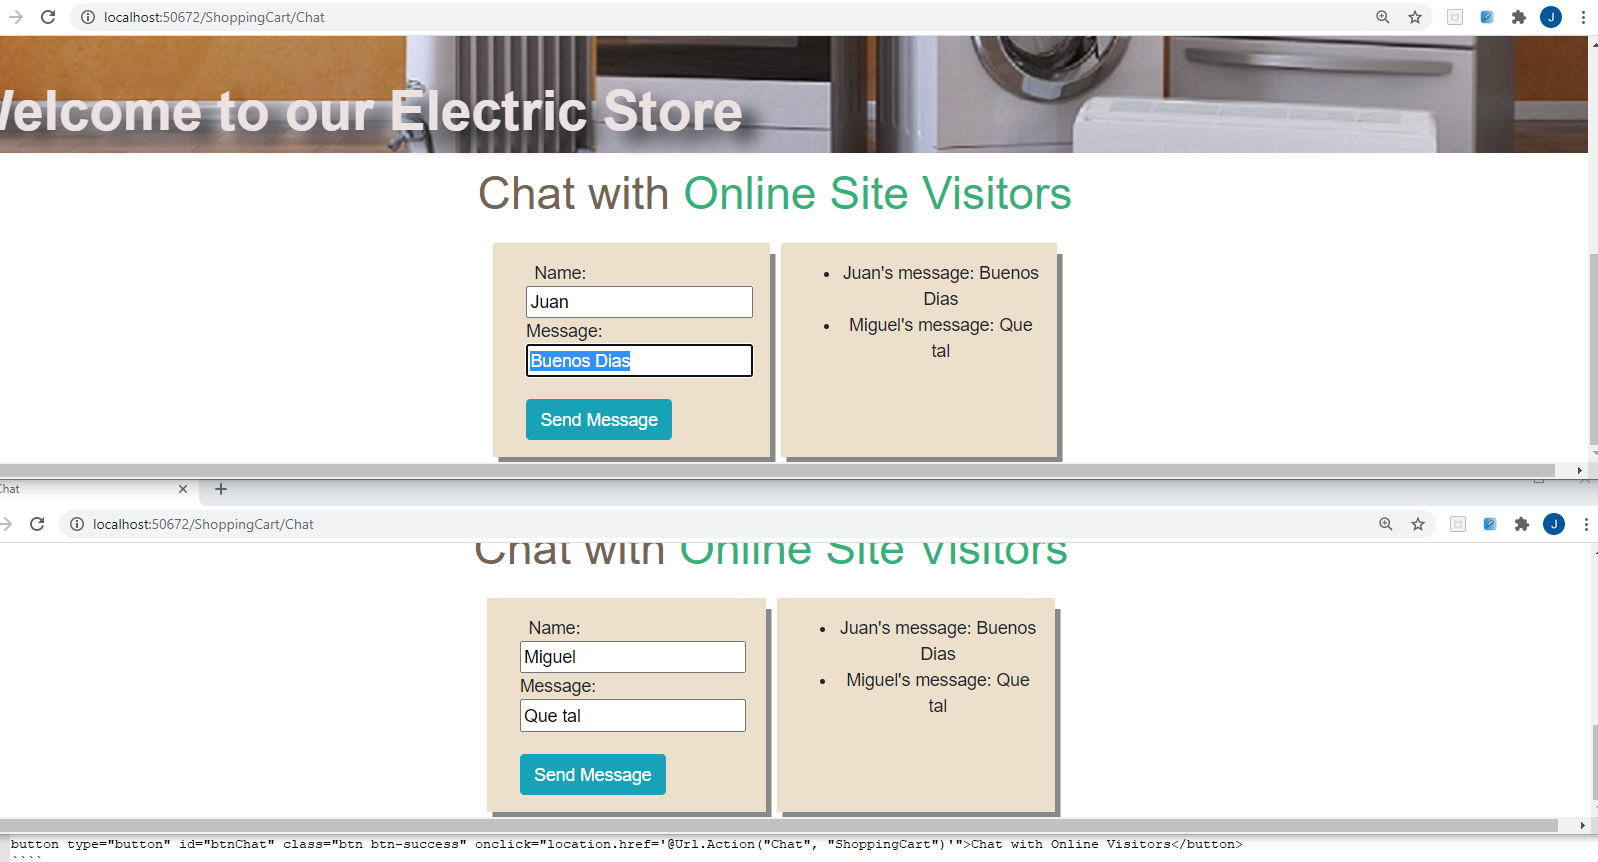 localhost:50672/ShoppingCart/Chat
J
Welcome to our Electric Store
Chat with Online Site Visitors
Name:
Juan
Message:
Buenos Dias
Send Message
Juan's message: Buenos
Dias
Miguel's message: Que
tal
Chat
localhost:50672/ShoppingCart/Chat
J
Chat with Online Site Visitors
Name:
Miguel
Message:
Que tal
Send Message
Juan's message: Buenos
Dias
Miguel's message: Que
tal
button type="button" id="btnChat" class="btn btn-success" onclick="location.href='@Url.Action("Chat", "ShoppingCart")'">Chat with Online Visitors</button>
````